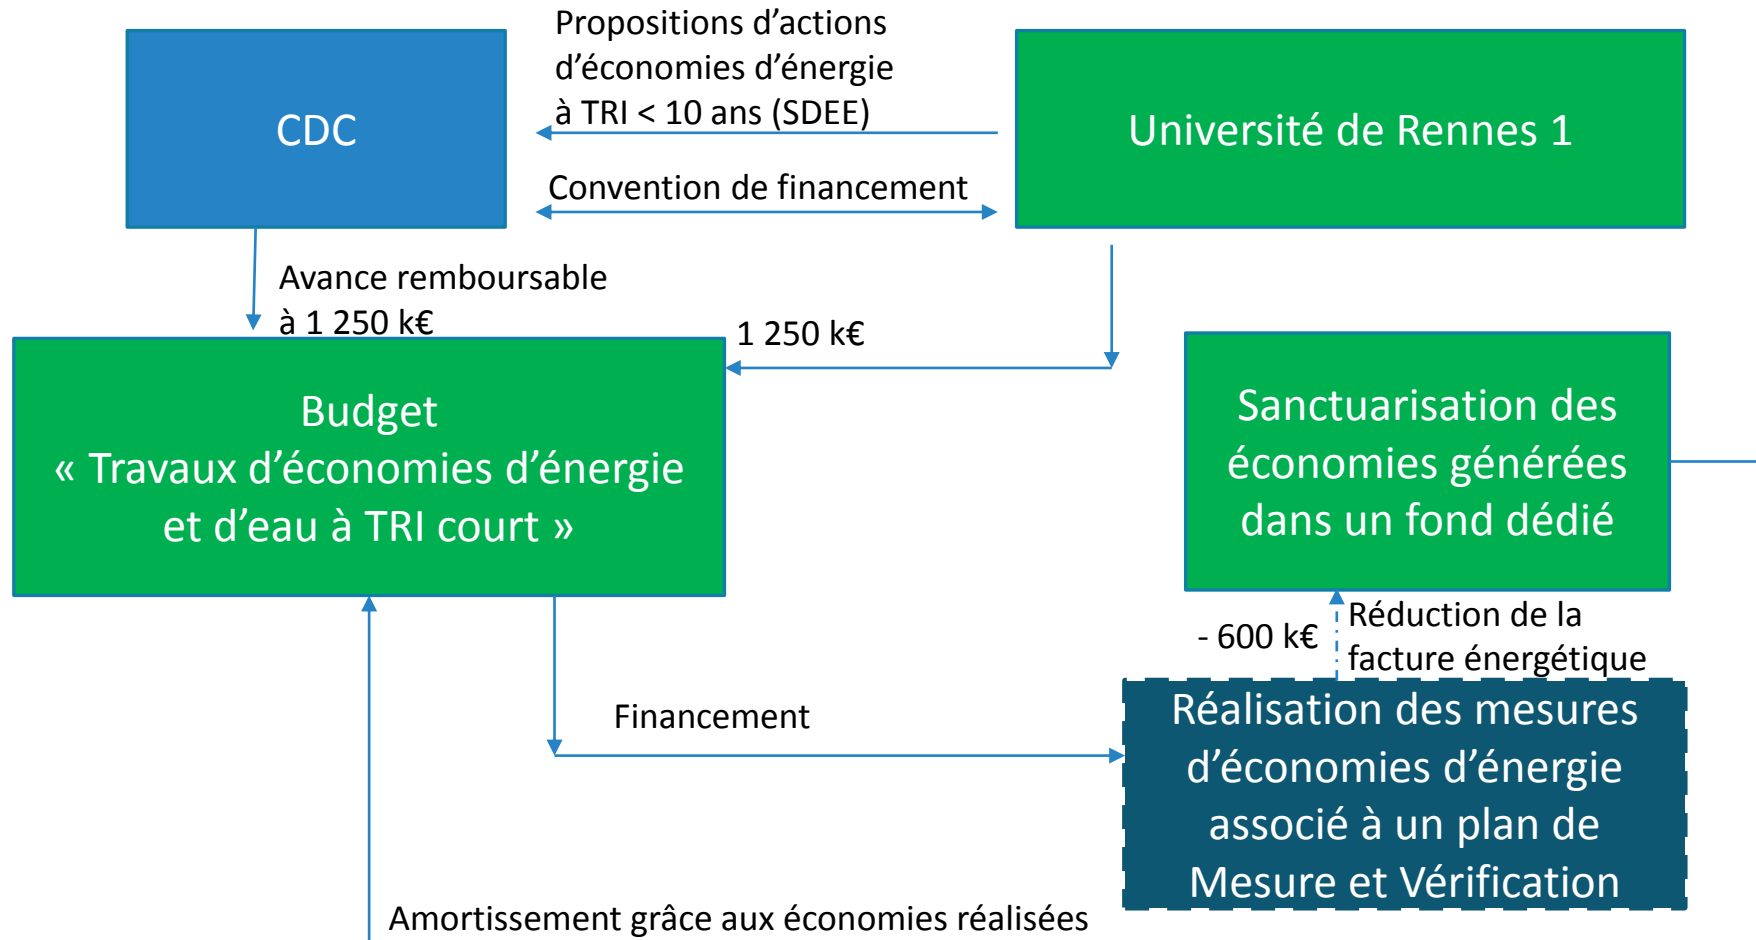 Propositions d’actions
d’économies d’énergie
à TRI < 10 ans (SDEE)
CDC
Université de Rennes 1
Convention de financement
Avance remboursable
à 1 250 k€
1 250 k€
Budget
« Travaux d’économies d’énergie
et d’eau à TRI court »
Sanctuarisation des
économies générées
dans un fond dédié
- 600 k€
Réduction de la
facture énergétique
Financement
Réalisation des mesures
d’économies d’énergie
associé à un plan de
Mesure et Vérification
Amortissement grâce aux économies réalisées